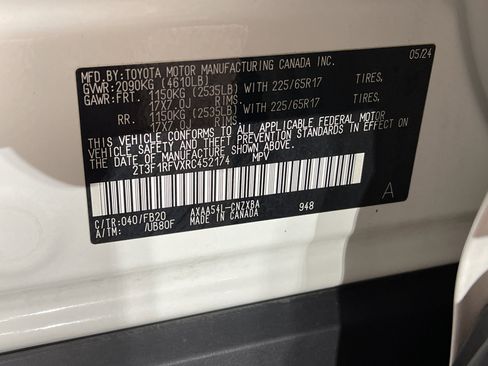 MFD.BY:TOYOTA MOTOR MANUFACTURING CANADA INC. 05/24
GVWR:2090KG (4610LB)
GAWR:FRT. 1150KG (2535LB) WITH 225/65R17 TIRES,
17X7.0J RIMS
RR. 1150KG (2535LB) WITH 225/65R17 TIRES,
17X7.0J RIMS
THIS VEHICLE CONFORMS TO ALL APPLICABLE FEDERAL MOTOR
VEHICLE SAFETY AND THEFT PREVENTION STANDARDS IN EFFECT ON
THE DATE OF MANUFACTURE SHOWN ABOVE.
2T3F1RFVXRC452174 MPV
C/TR:040/FB20 AXAA54L-CNZXBA A
A/TM: /UB80F MADE IN CANADA 948